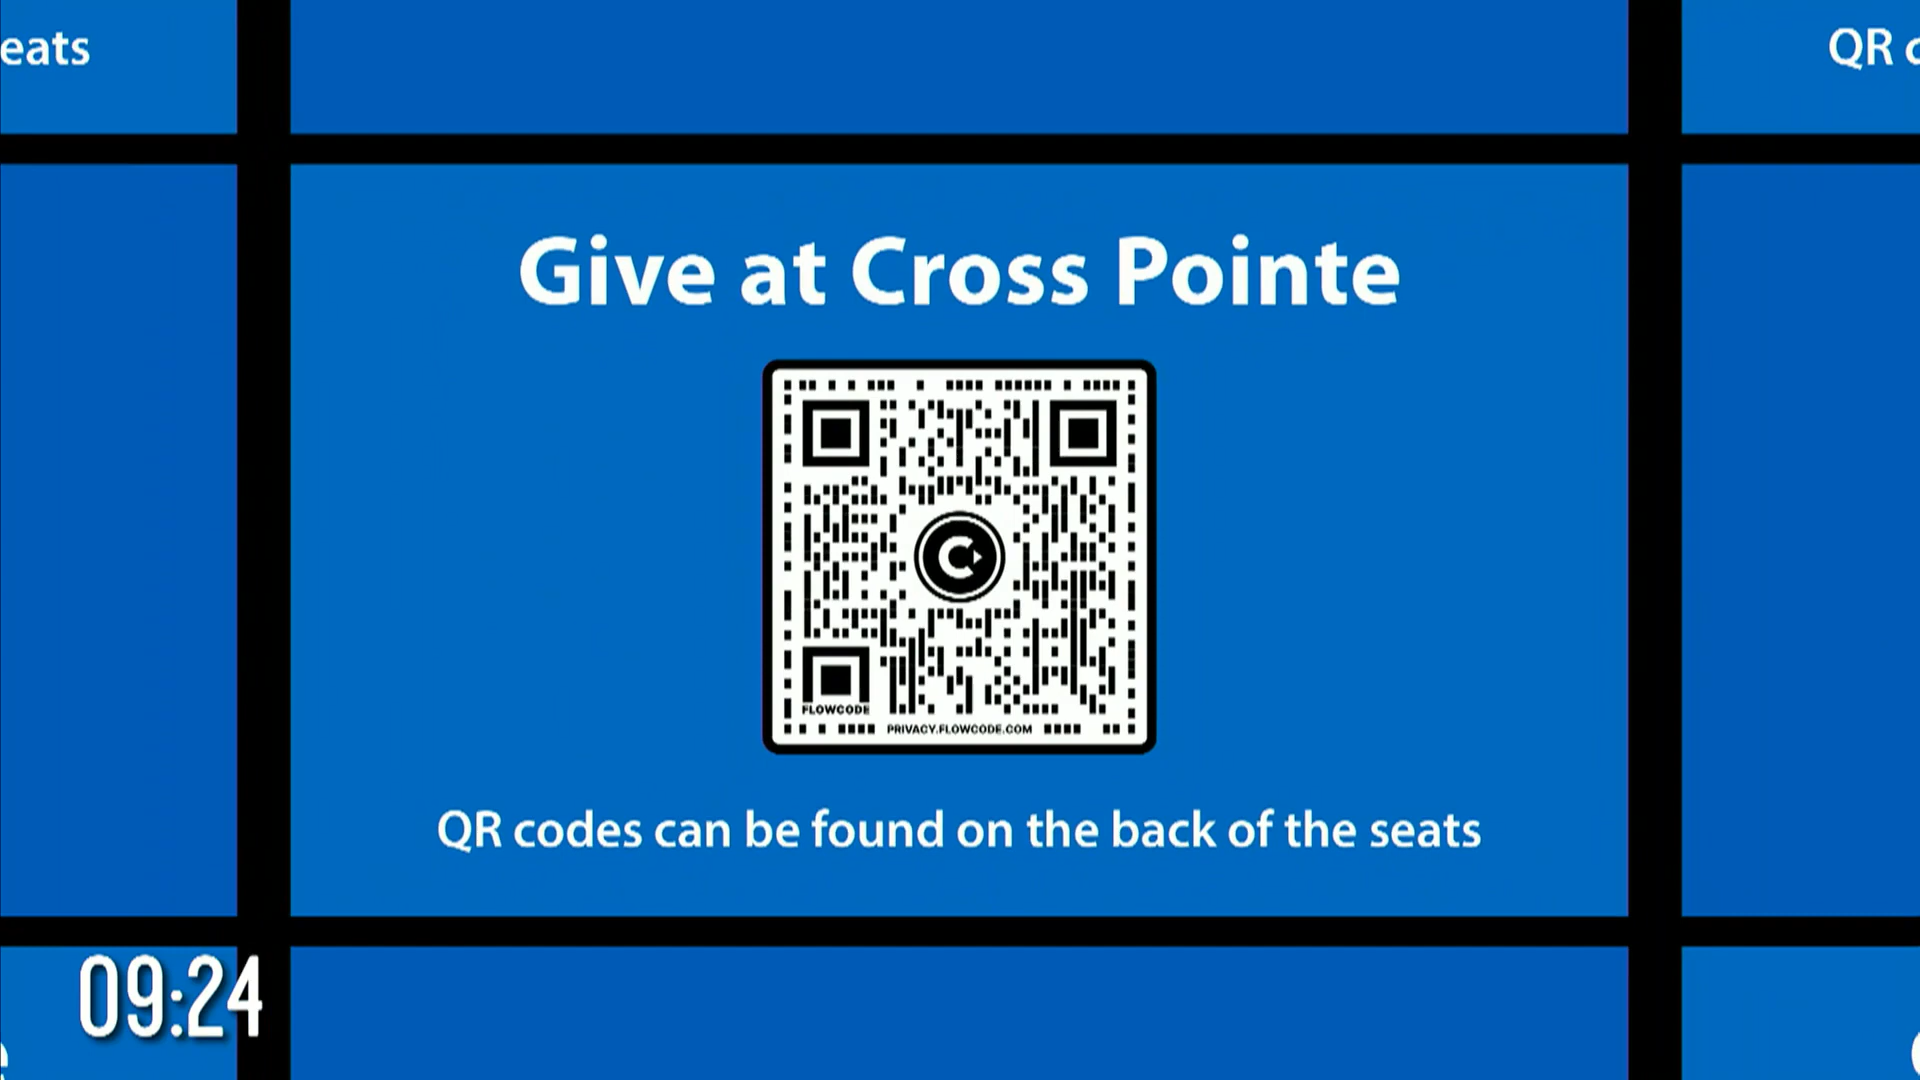 eats
QR
Give at Cross Pointe
FLOWCODE
PRIVACY.FLOWCODE.COM
QR codes can be found on the back of the seats
09:24